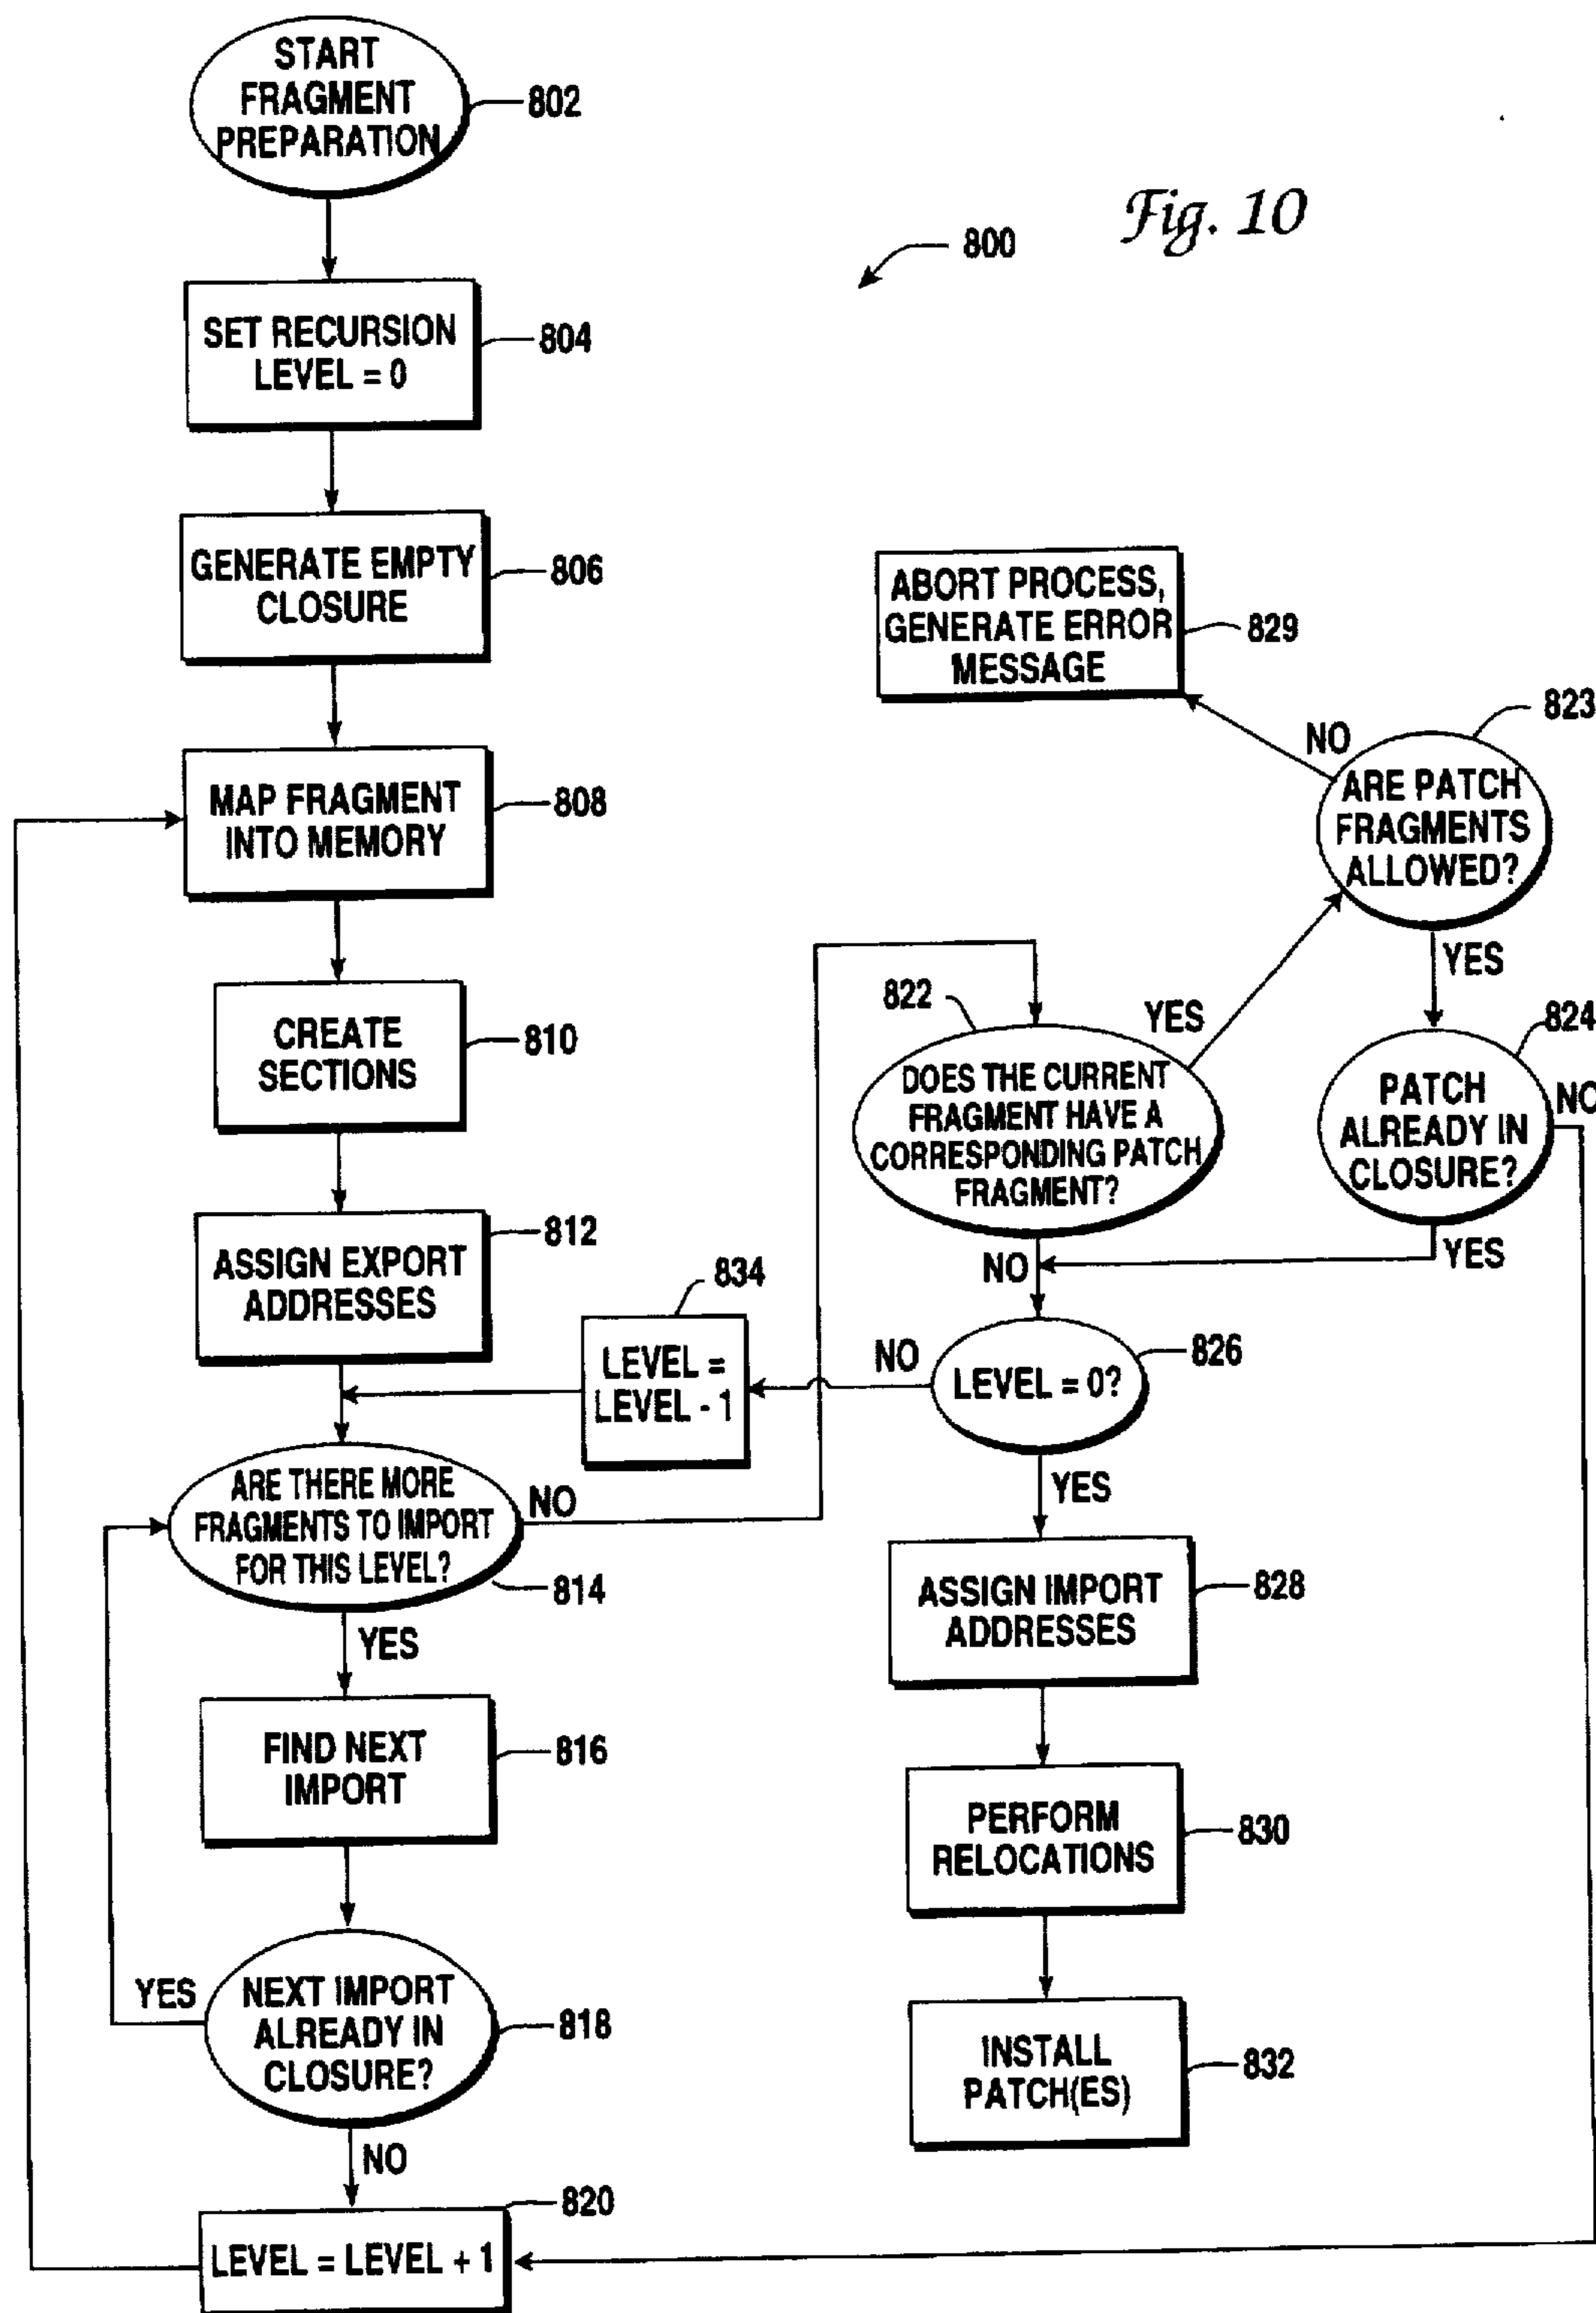 START
FRAGMENT
PREPARATION
802
Fig. 10
800
SET RECURSION
LEVEL = 0
804
GENERATE EMPTY
CLOSURE
806
ABORT PROCESS,
GENERATE ERROR
MESSAGE
829
823
NO
ARE PATCH
FRAGMENTS
ALLOWED?
YES
MAP FRAGMENT
INTO MEMORY
808
CREATE
SECTIONS
810
822
YES
DOES THE CURRENT
FRAGMENT HAVE A
CORRESPONDING PATCH
FRAGMENT?
NO
824
PATCH
ALREADY IN
CLOSURE?
NO
YES
ASSIGN EXPORT
ADDRESSES
812
834
LEVEL =
LEVEL - 1
NO
LEVEL = 0?
826
YES
ARE THERE MORE
FRAGMENTS TO IMPORT
FOR THIS LEVEL?
NO
814
YES
ASSIGN IMPORT
ADDRESSES
828
FIND NEXT
IMPORT
816
PERFORM
RELOCATIONS
830
YES
NEXT IMPORT
ALREADY IN
CLOSURE?
818
NO
INSTALL
PATCH(ES)
832
820
LEVEL = LEVEL + 1